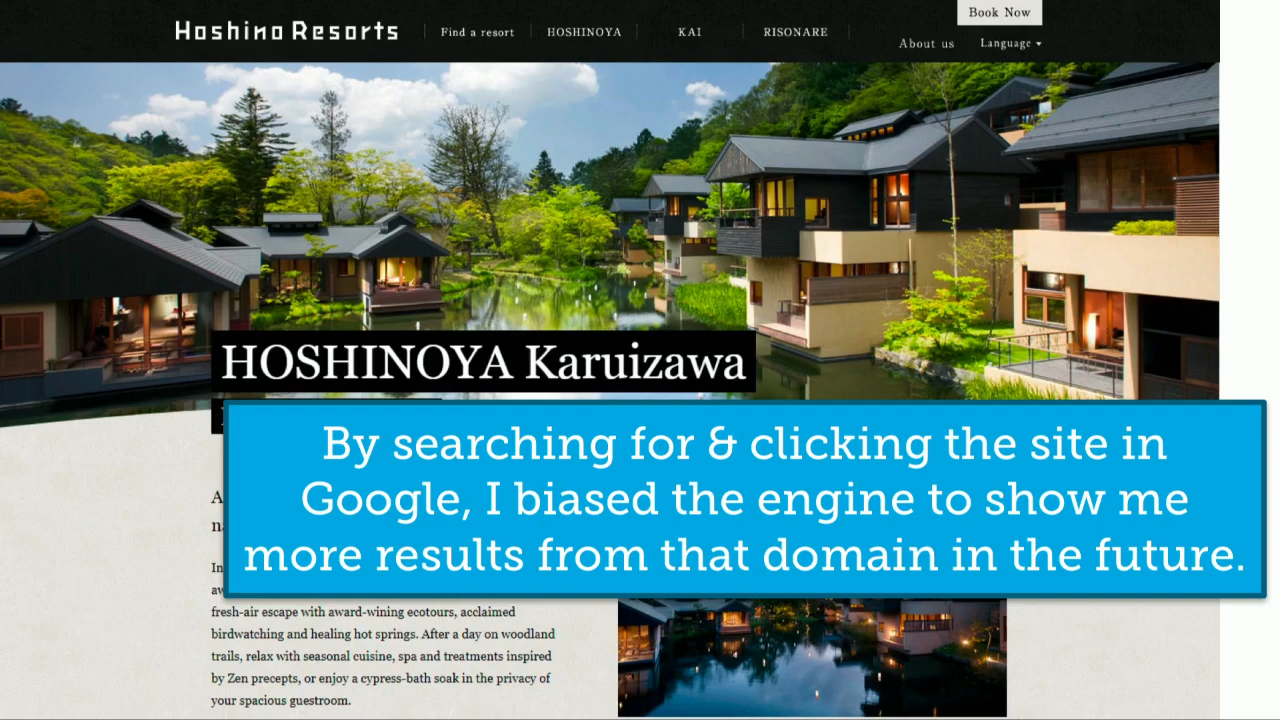 Hoshino Resorts
Find a resort
HOSHINOYA
KAI
RISONARE
Book Now
About us
Language
HOSHINOYA Karuizawa
By searching for & clicking the site in
Google, I biased the engine to show me
more results from that domain in the future.
fresh-air escape with award-wining ecotours, acclaimed
birdwatching and healing hot springs. After a day on woodland
trails, relax with seasonal cuisine, spa and treatments inspired
by Zen precepts, or enjoy a cypress-bath soak in the privacy of
your spacious guestroom.